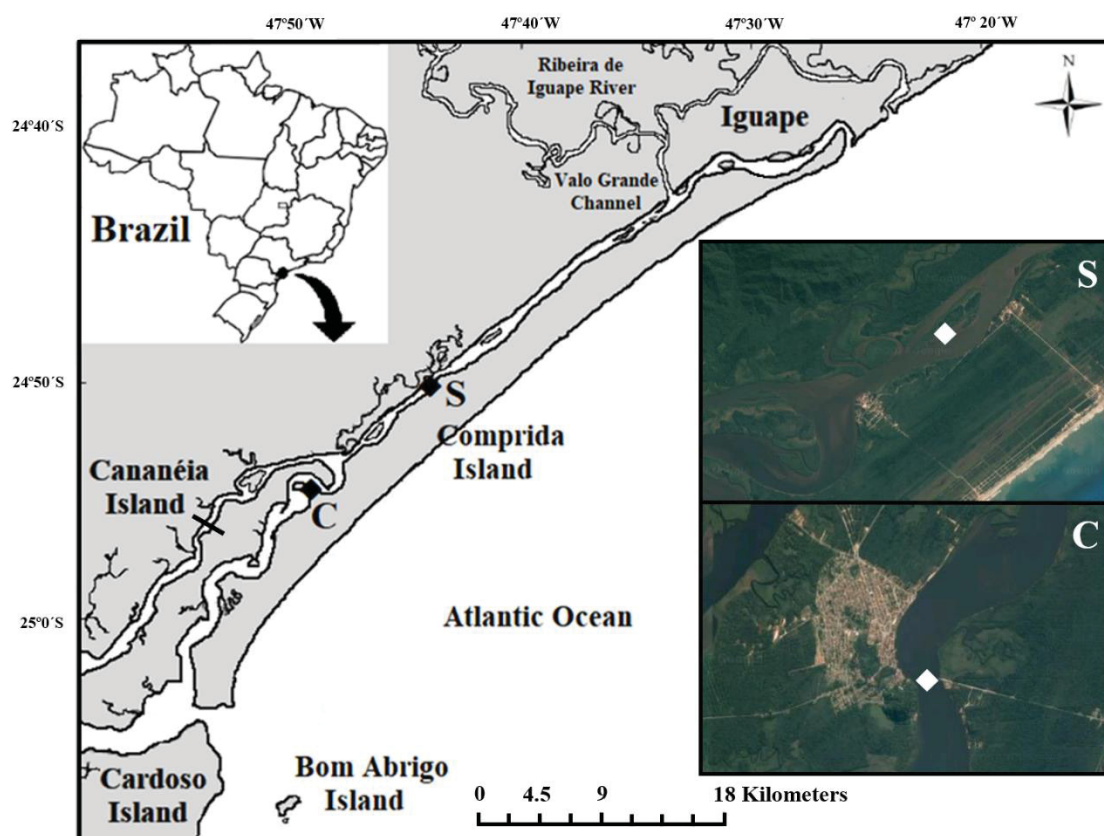 47°50´W
47°40´W
47°30´W
47° 20´W
N
24°40´S
24°50´S
25°0´S
Brazil
Ribeira de
Iguape River
Iguape
Valo Grande
Channel
S
S
Comprida
Island
Cananéia
Island
C
C
Atlantic Ocean
Cardoso
Island
Bom Abrigo
Island
0 4.5 9 18 Kilometers